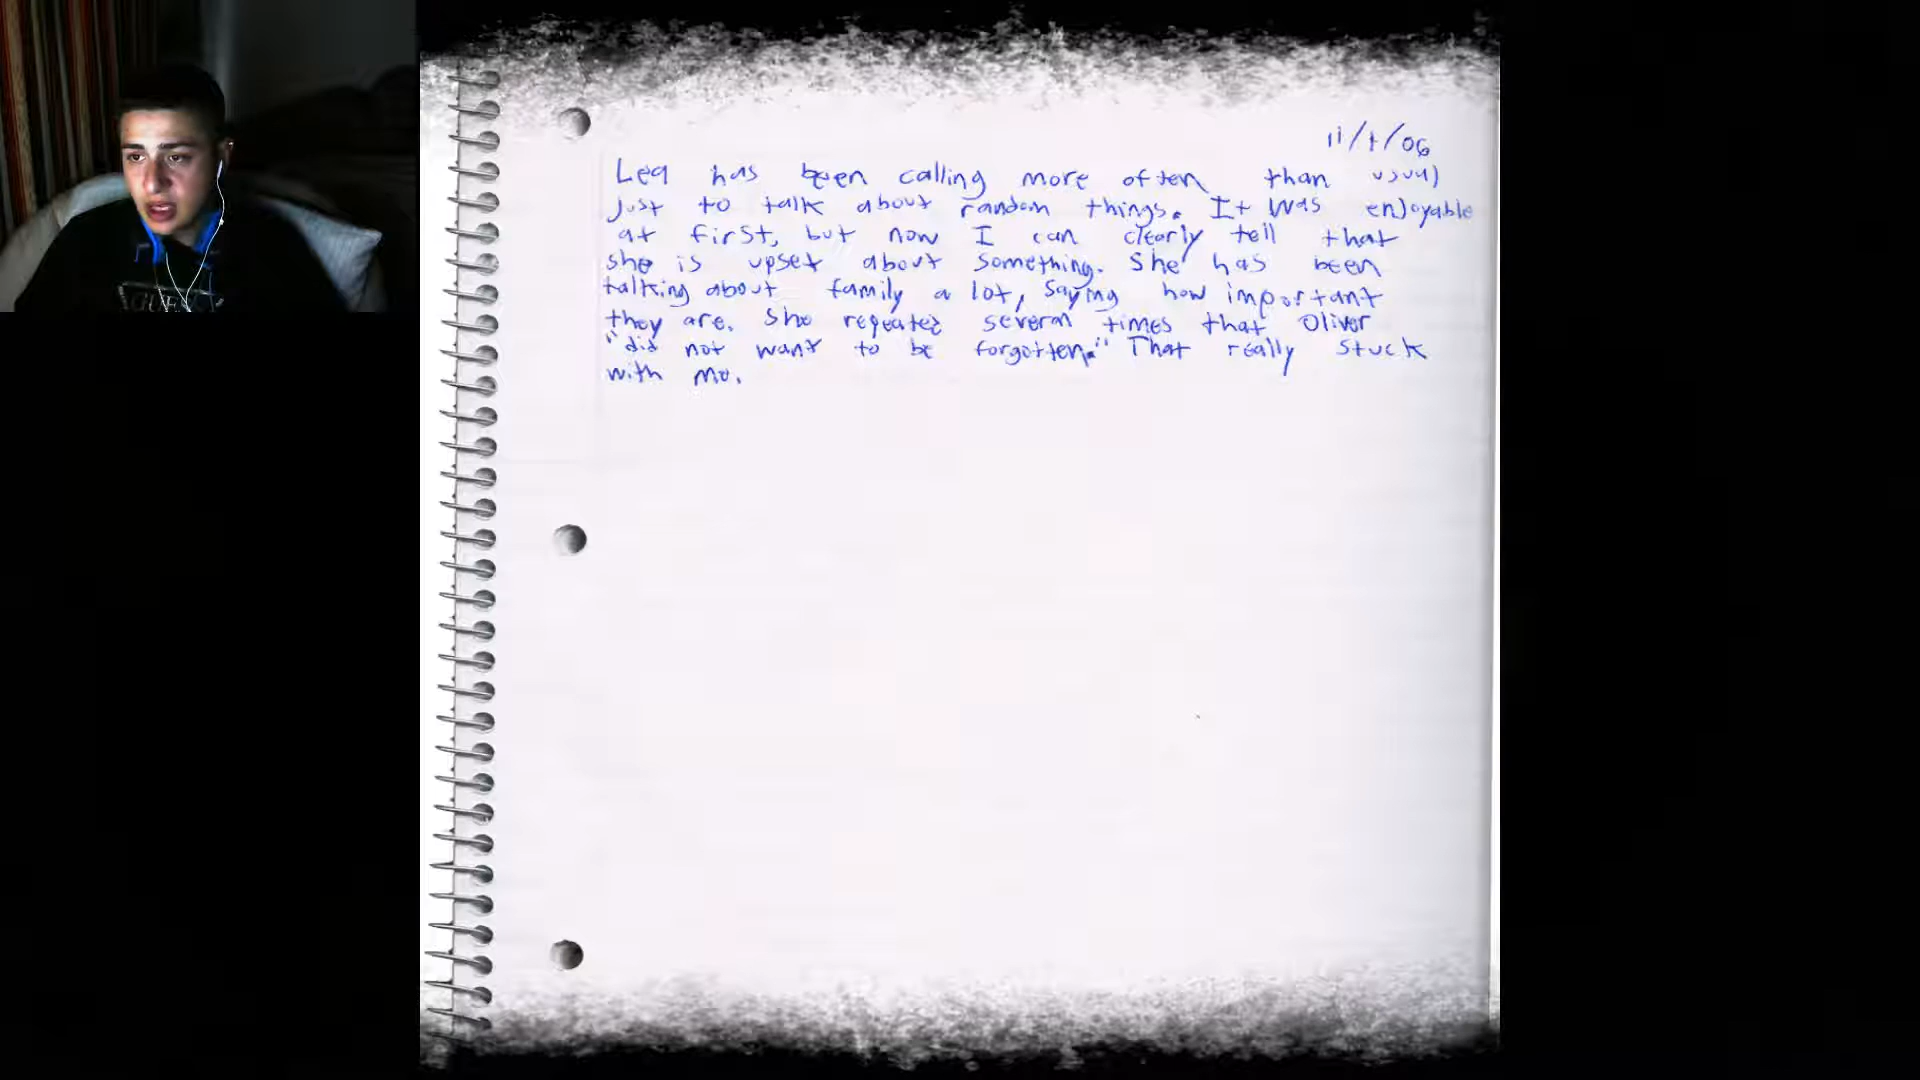 11/1/06
Lea has been calling more often than usual
just to talk about random things. It was enjoyable
at first, but now I can clearly tell that
she is upset about something. She has been
talking about family a lot, saying how important
they are. She repeated several times that Oliver
"did not want to be forgotten." That really stuck
with me.